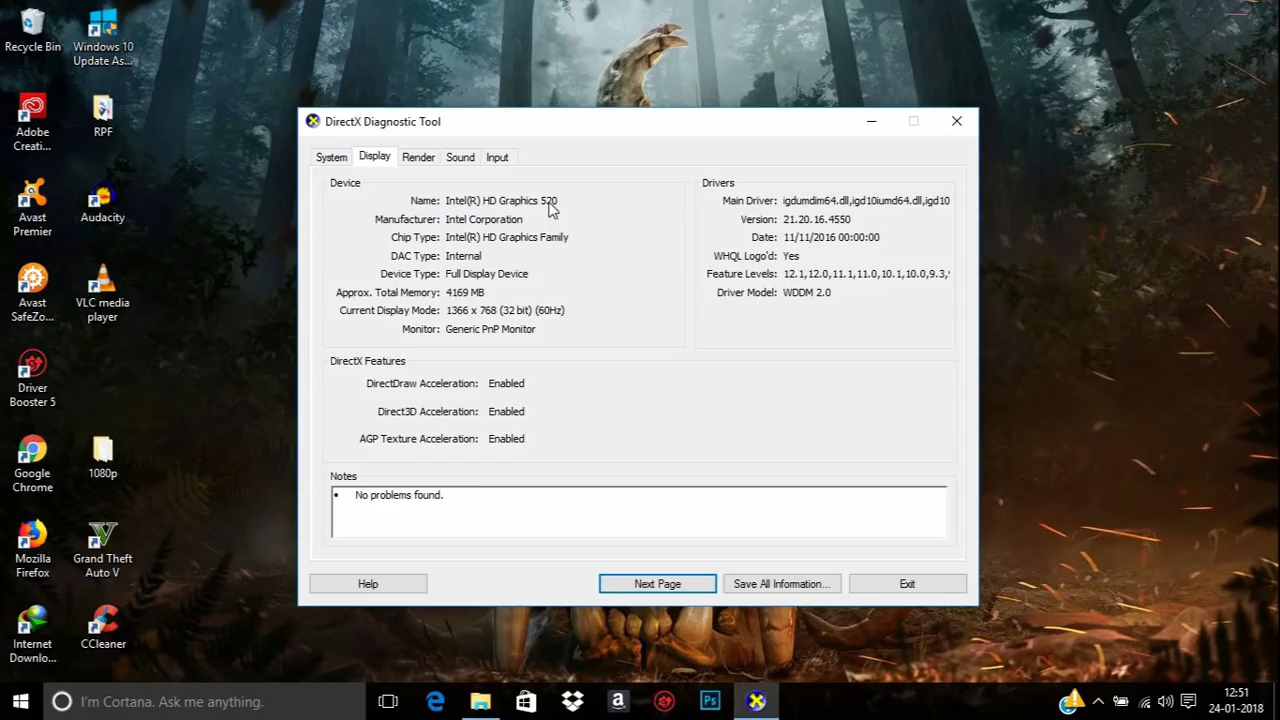 Recycle Bin
Windows 10
Update As...
Adobe
Creati...
RPF
Avast
Premier
Audacity
Avast
SafeZo...
VLC media
player
Driver
Booster 5
Google
Chrome
1080p
Mozilla
Firefox
Grand Theft
Auto V
Internet
Downlo...
CCleaner
DirectX Diagnostic Tool
System
Display
Render
Sound
Input
Device
Name: Intel(R) HD Graphics 520
Manufacturer: Intel Corporation
Chip Type: Intel(R) HD Graphics Family
DAC Type: Internal
Device Type: Full Display Device
Approx. Total Memory: 4169 MB
Current Display Mode: 1366 x 768 (32 bit) (60Hz)
Monitor: Generic PnP Monitor
Drivers
Main Driver: igdumdim64.dll,igd10iumd64.dll,igd10
Version: 21.20.16.4550
Date: 11/11/2016 00:00:00
WHQL Logo'd: Yes
Feature Levels: 12.1,12.0,11.1,11.0,10.1,10.0,9.3,
Driver Model: WDDM 2.0
DirectX Features
DirectDraw Acceleration: Enabled
Direct3D Acceleration: Enabled
AGP Texture Acceleration: Enabled
Notes
• No problems found.
Help
Next Page
Save All Information...
Exit
I'm Cortana. Ask me anything.
Ps
12:51
24-01-2018